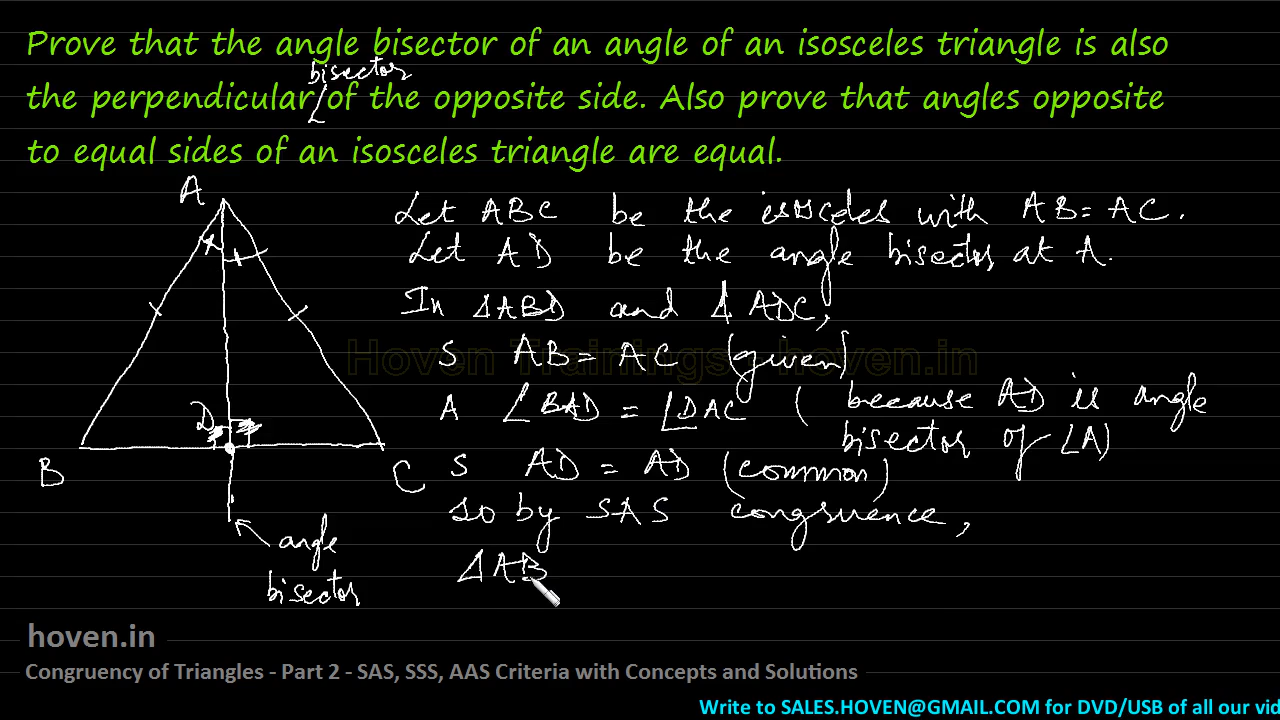 Prove that the angle bisector of an angle of an isosceles triangle is also
bisector
the perpendicular of the opposite side. Also prove that angles opposite
to equal sides of an isosceles triangle are equal.
A
Let ABC be the isosceles with AB = AC.
Let AD be the angle bisector at A.
In ΔABD and Δ ADC,
S AB = AC (given)
Hoven Trainings - hoven.in
A ∠BAD = ∠DAC ( because AD is angle
bisector of ∠A)
D
B
C
S AD = AD (common)
so by SAS congruence,
angle
bisector
ΔAB
hoven.in
Congruency of Triangles - Part 2 - SAS, SSS, AAS Criteria with Concepts and Solutions
Write to SALES.HOVEN@GMAIL.COM for DVD/USB of all our vid